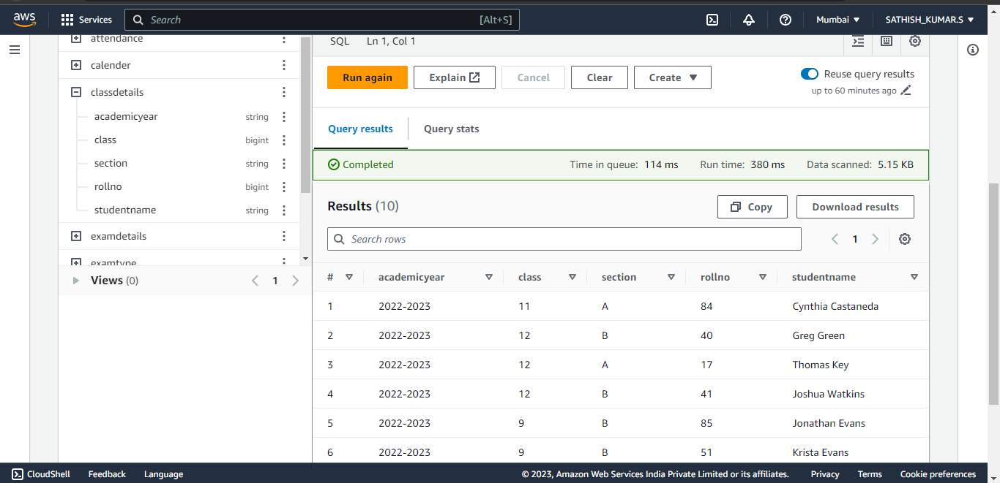 aws Services Search [Alt+S] Mumbai SATHISH_KUMAR.S
attendance
calender
classdetails
academicyear string
class bigint
section string
rollno bigint
studentname string
examdetails
examtype
Views (0) 1
SQL Ln 1, Col 1
Run again Explain Cancel Clear Create
Reuse query results
up to 60 minutes ago
Query results Query stats
Completed Time in queue: 114 ms Run time: 380 ms Data scanned: 5.15 KB
Results (10) Copy Download results
Search rows 1
# academicyear class section rollno studentname
1 2022-2023 11 A 84 Cynthia Castaneda
2 2022-2023 12 B 40 Greg Green
3 2022-2023 12 A 17 Thomas Key
4 2022-2023 12 B 41 Joshua Watkins
5 2022-2023 9 B 85 Jonathan Evans
6 2022-2023 9 B 51 Krista Evans
CloudShell Feedback Language © 2023, Amazon Web Services India Private Limited or its affiliates. Privacy Terms Cookie preferences